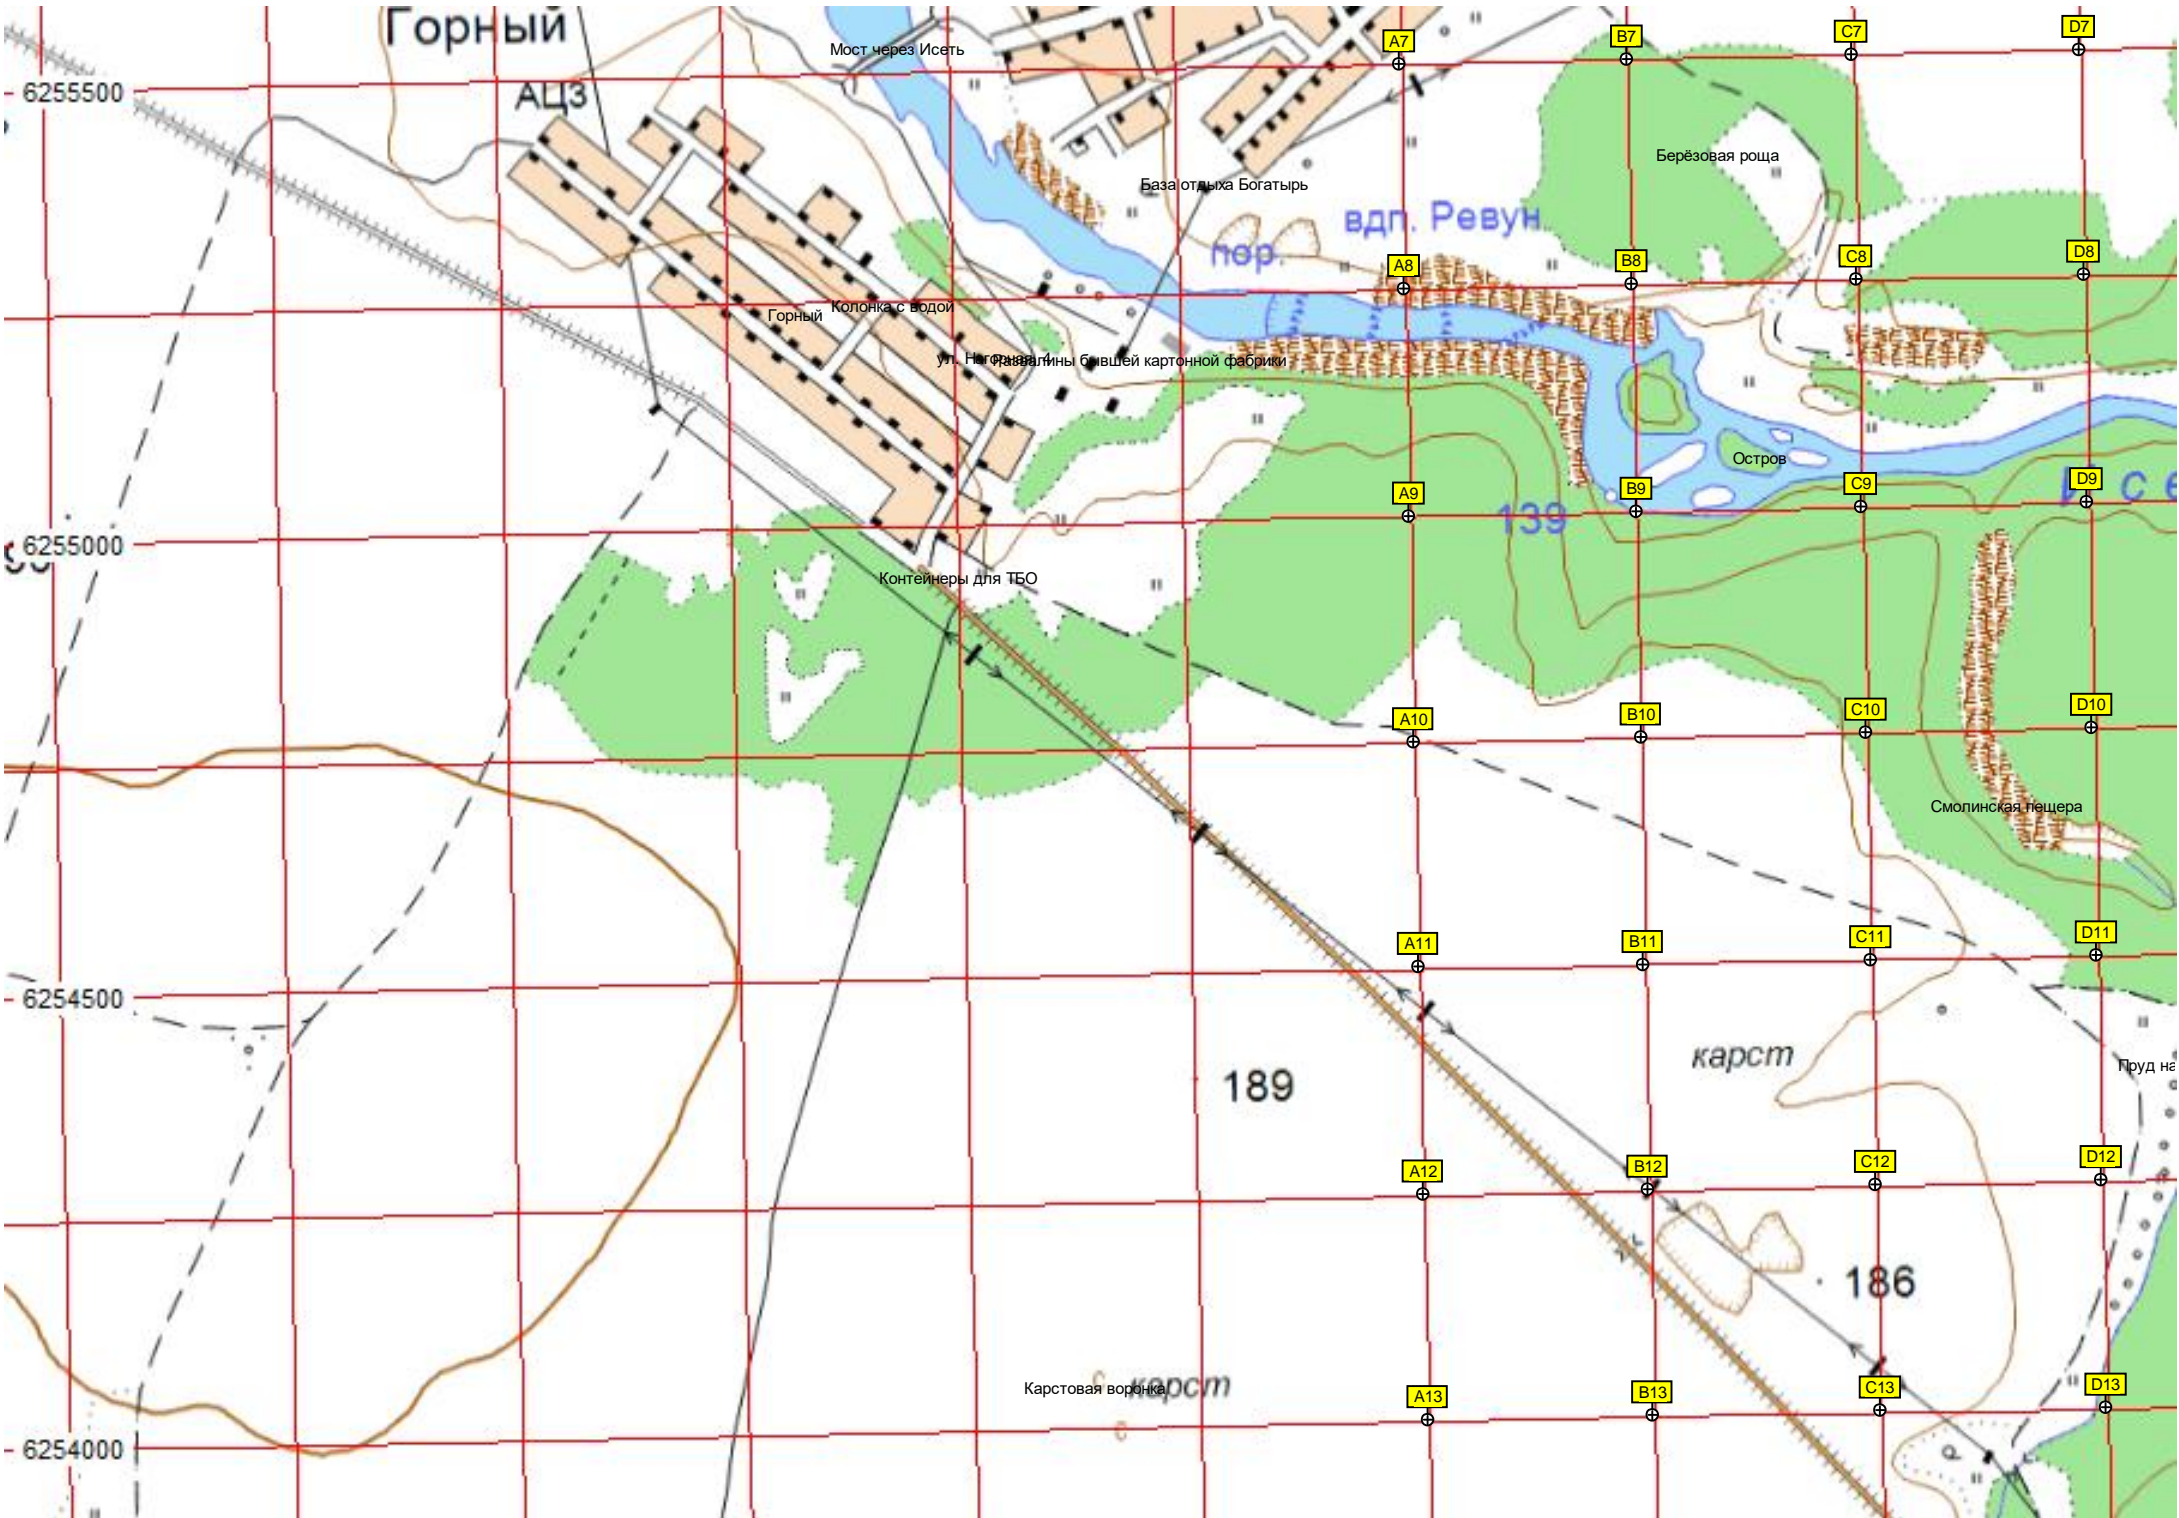 Горный
Мост через Исеть
A7
B7
C7
D7
6255500
АЦЗ
Берёзовая роща
База отдыха Богатырь
вдп. Ревун
пор.
A8
B8
C8
D8
Колонка с водой
Горный
ул. Нагорная, 4
Развалины бывшей картонной фабрики
Остров
A9
B9
C9
D9
И с е
139
6255000
Контейнеры для ТБО
A10
B10
C10
D10
Смолинская пещера
A11
B11
C11
D11
6254500
карст
Пруд на
189
A12
B12
C12
D12
186
Карстовая воронка
карст
A13
B13
C13
D13
6254000